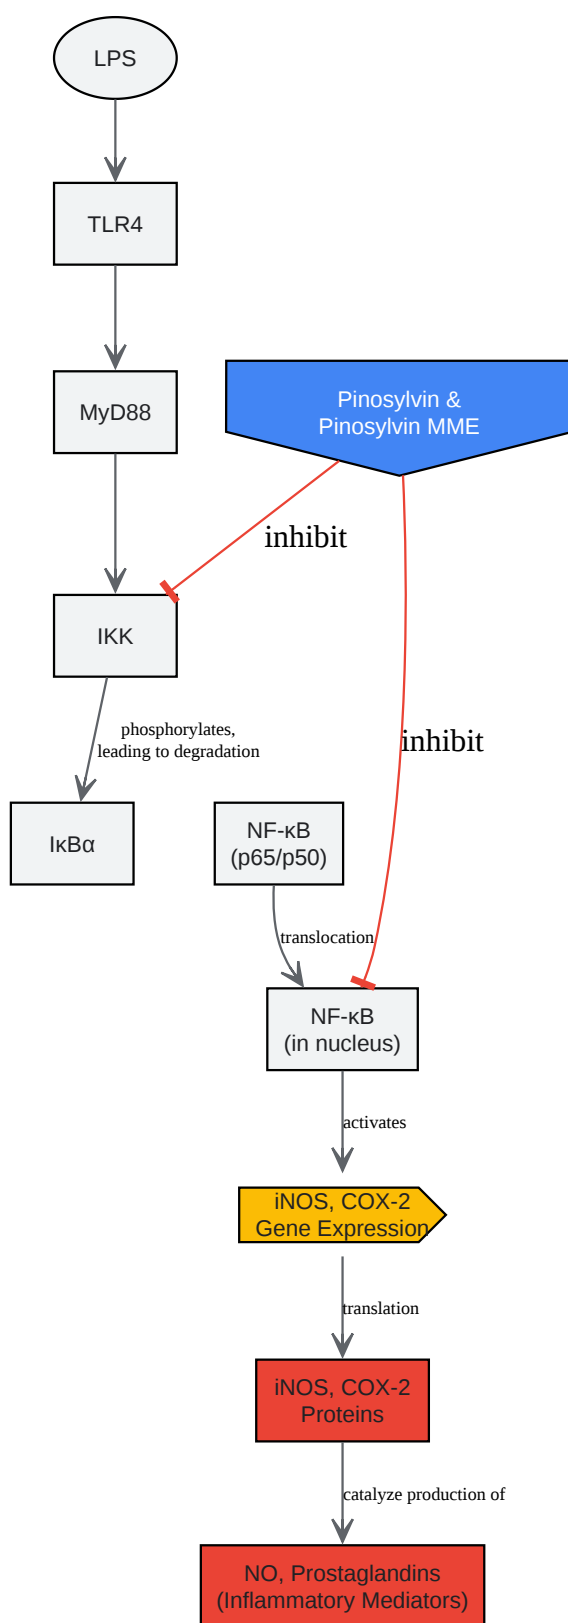 LPS
TLR4
MyD88
Pinosylvin &
Pinosylvin MME
inhibit
IKK
phosphorylates,
leading to degradation
inhibit
IκBα
NF-κB
(p65/p50)
translocation
NF-κB
(in nucleus)
activates
iNOS, COX-2
Gene Expression
translation
iNOS, COX-2
Proteins
catalyze production of
NO, Prostaglandins
(Inflammatory Mediators)